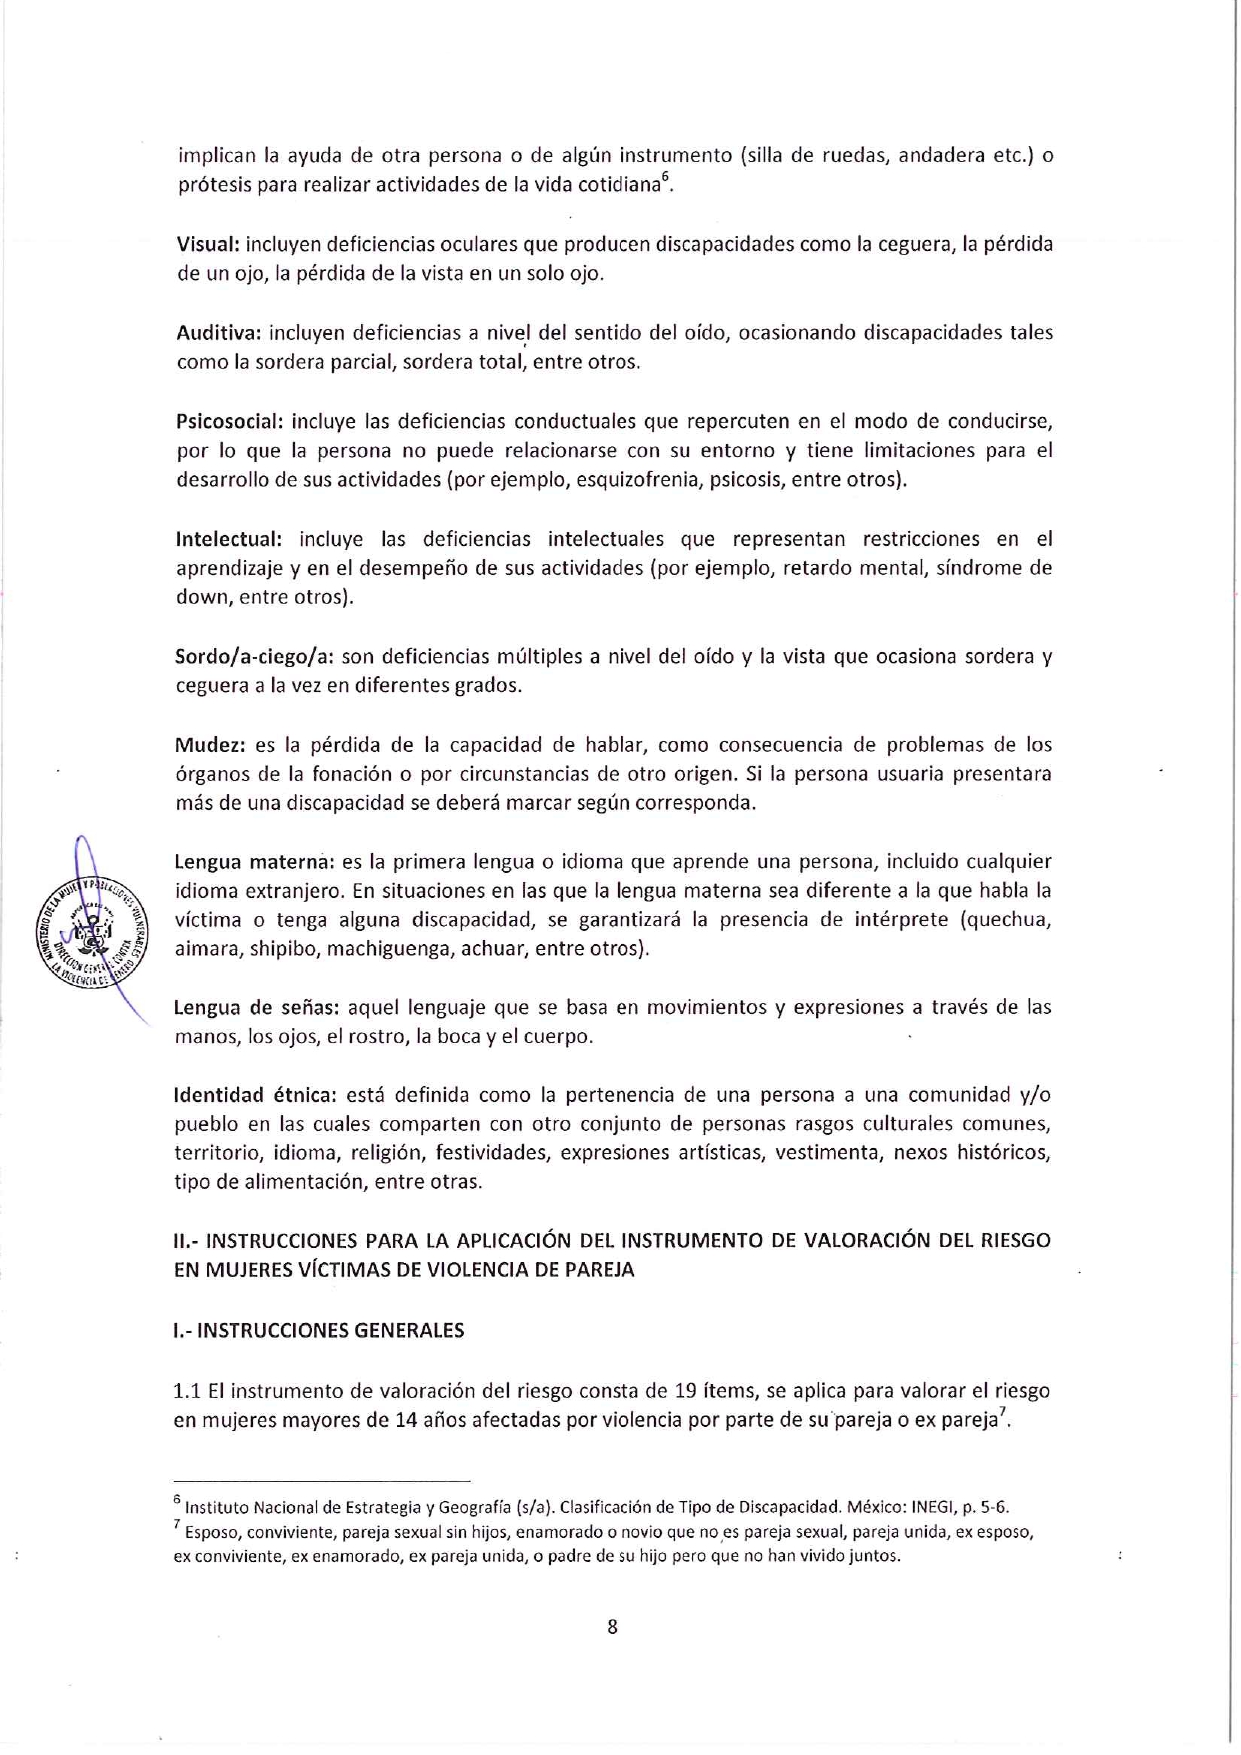 implican la ayuda de otra persona o de algún instrumento (silla de ruedas, andadera etc.) o
prótesis para realizar actividades de la vida cotidiana⁶.
Visual: incluyen deficiencias oculares que producen discapacidades como la ceguera, la pérdida
de un ojo, la pérdida de la vista en un solo ojo.
Auditiva: incluyen deficiencias a nivel del sentido del oído, ocasionando discapacidades tales
como la sordera parcial, sordera total, entre otros.
Psicosocial: incluye las deficiencias conductuales que repercuten en el modo de conducirse,
por lo que la persona no puede relacionarse con su entorno y tiene limitaciones para el
desarrollo de sus actividades (por ejemplo, esquizofrenia, psicosis, entre otros).
Intelectual: incluye las deficiencias intelectuales que representan restricciones en el
aprendizaje y en el desempeño de sus actividades (por ejemplo, retardo mental, síndrome de
down, entre otros).
Sordo/a-ciego/a: son deficiencias múltiples a nivel del oído y la vista que ocasiona sordera y
ceguera a la vez en diferentes grados.
Mudez: es la pérdida de la capacidad de hablar, como consecuencia de problemas de los
órganos de la fonación o por circunstancias de otro origen. Si la persona usuaria presentara
más de una discapacidad se deberá marcar según corresponda.
Lengua materna: es la primera lengua o idioma que aprende una persona, incluido cualquier
idioma extranjero. En situaciones en las que la lengua materna sea diferente a la que habla la
víctima o tenga alguna discapacidad, se garantizará la presencia de intérprete (quechua,
aimara, shipibo, machiguenga, achuar, entre otros).
MINISTERIO DE LA MUJER Y POBLACIONES VULNERABLES
DIRECCIÓN GENERAL CONTRA
LA VIOLENCIA DE GÉNERO
Lengua de señas: aquel lenguaje que se basa en movimientos y expresiones a través de las
manos, los ojos, el rostro, la boca y el cuerpo.
Identidad étnica: está definida como la pertenencia de una persona a una comunidad y/o
pueblo en las cuales comparten con otro conjunto de personas rasgos culturales comunes,
territorio, idioma, religión, festividades, expresiones artísticas, vestimenta, nexos históricos,
tipo de alimentación, entre otras.
II.- INSTRUCCIONES PARA LA APLICACIÓN DEL INSTRUMENTO DE VALORACIÓN DEL RIESGO
EN MUJERES VÍCTIMAS DE VIOLENCIA DE PAREJA
I.- INSTRUCCIONES GENERALES
1.1 El instrumento de valoración del riesgo consta de 19 ítems, se aplica para valorar el riesgo
en mujeres mayores de 14 años afectadas por violencia por parte de su pareja o ex pareja⁷.
⁶ Instituto Nacional de Estrategia y Geografía (s/a). Clasificación de Tipo de Discapacidad. México: INEGI, p. 5-6.
⁷ Esposo, conviviente, pareja sexual sin hijos, enamorado o novio que no es pareja sexual, pareja unida, ex esposo,
ex conviviente, ex enamorado, ex pareja unida, o padre de su hijo pero que no han vivido juntos.
8